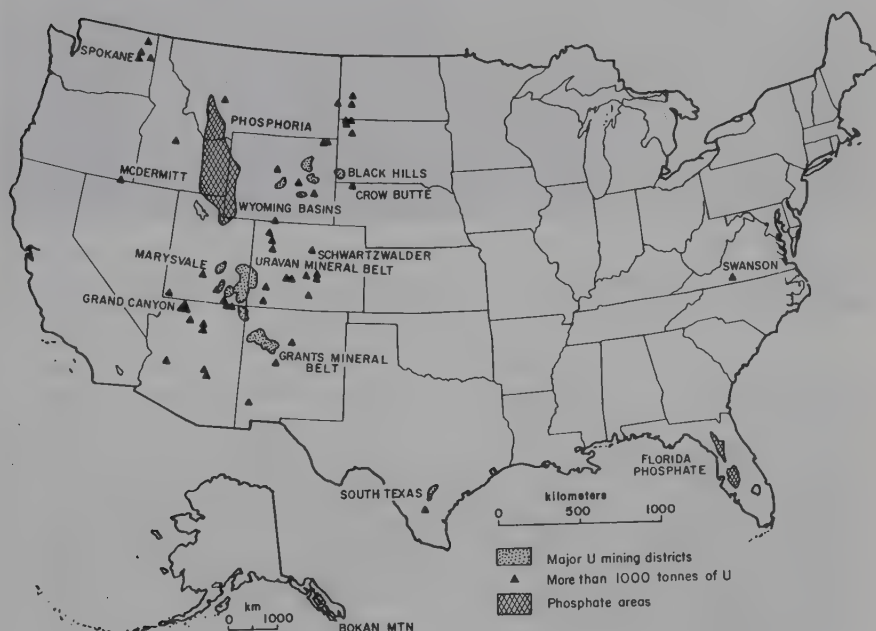 SPOKANE
PHOSPHORIA
MCDERMITT
BLACK HILLS
CROW BUTTE
WYOMING BASINS
SCHWARTZWALDER
MARYSVALE
URAVAN MINERAL BELT
SWANSON
GRAND CANYON
GRANTS MINERAL
BELT
FLORIDA
PHOSPHATE
SOUTH TEXAS
kilometers
0 500 1000
Major U mining districts
More than 1000 tonnes of U
Phosphate areas
km
0 1000
BOKAN MTN